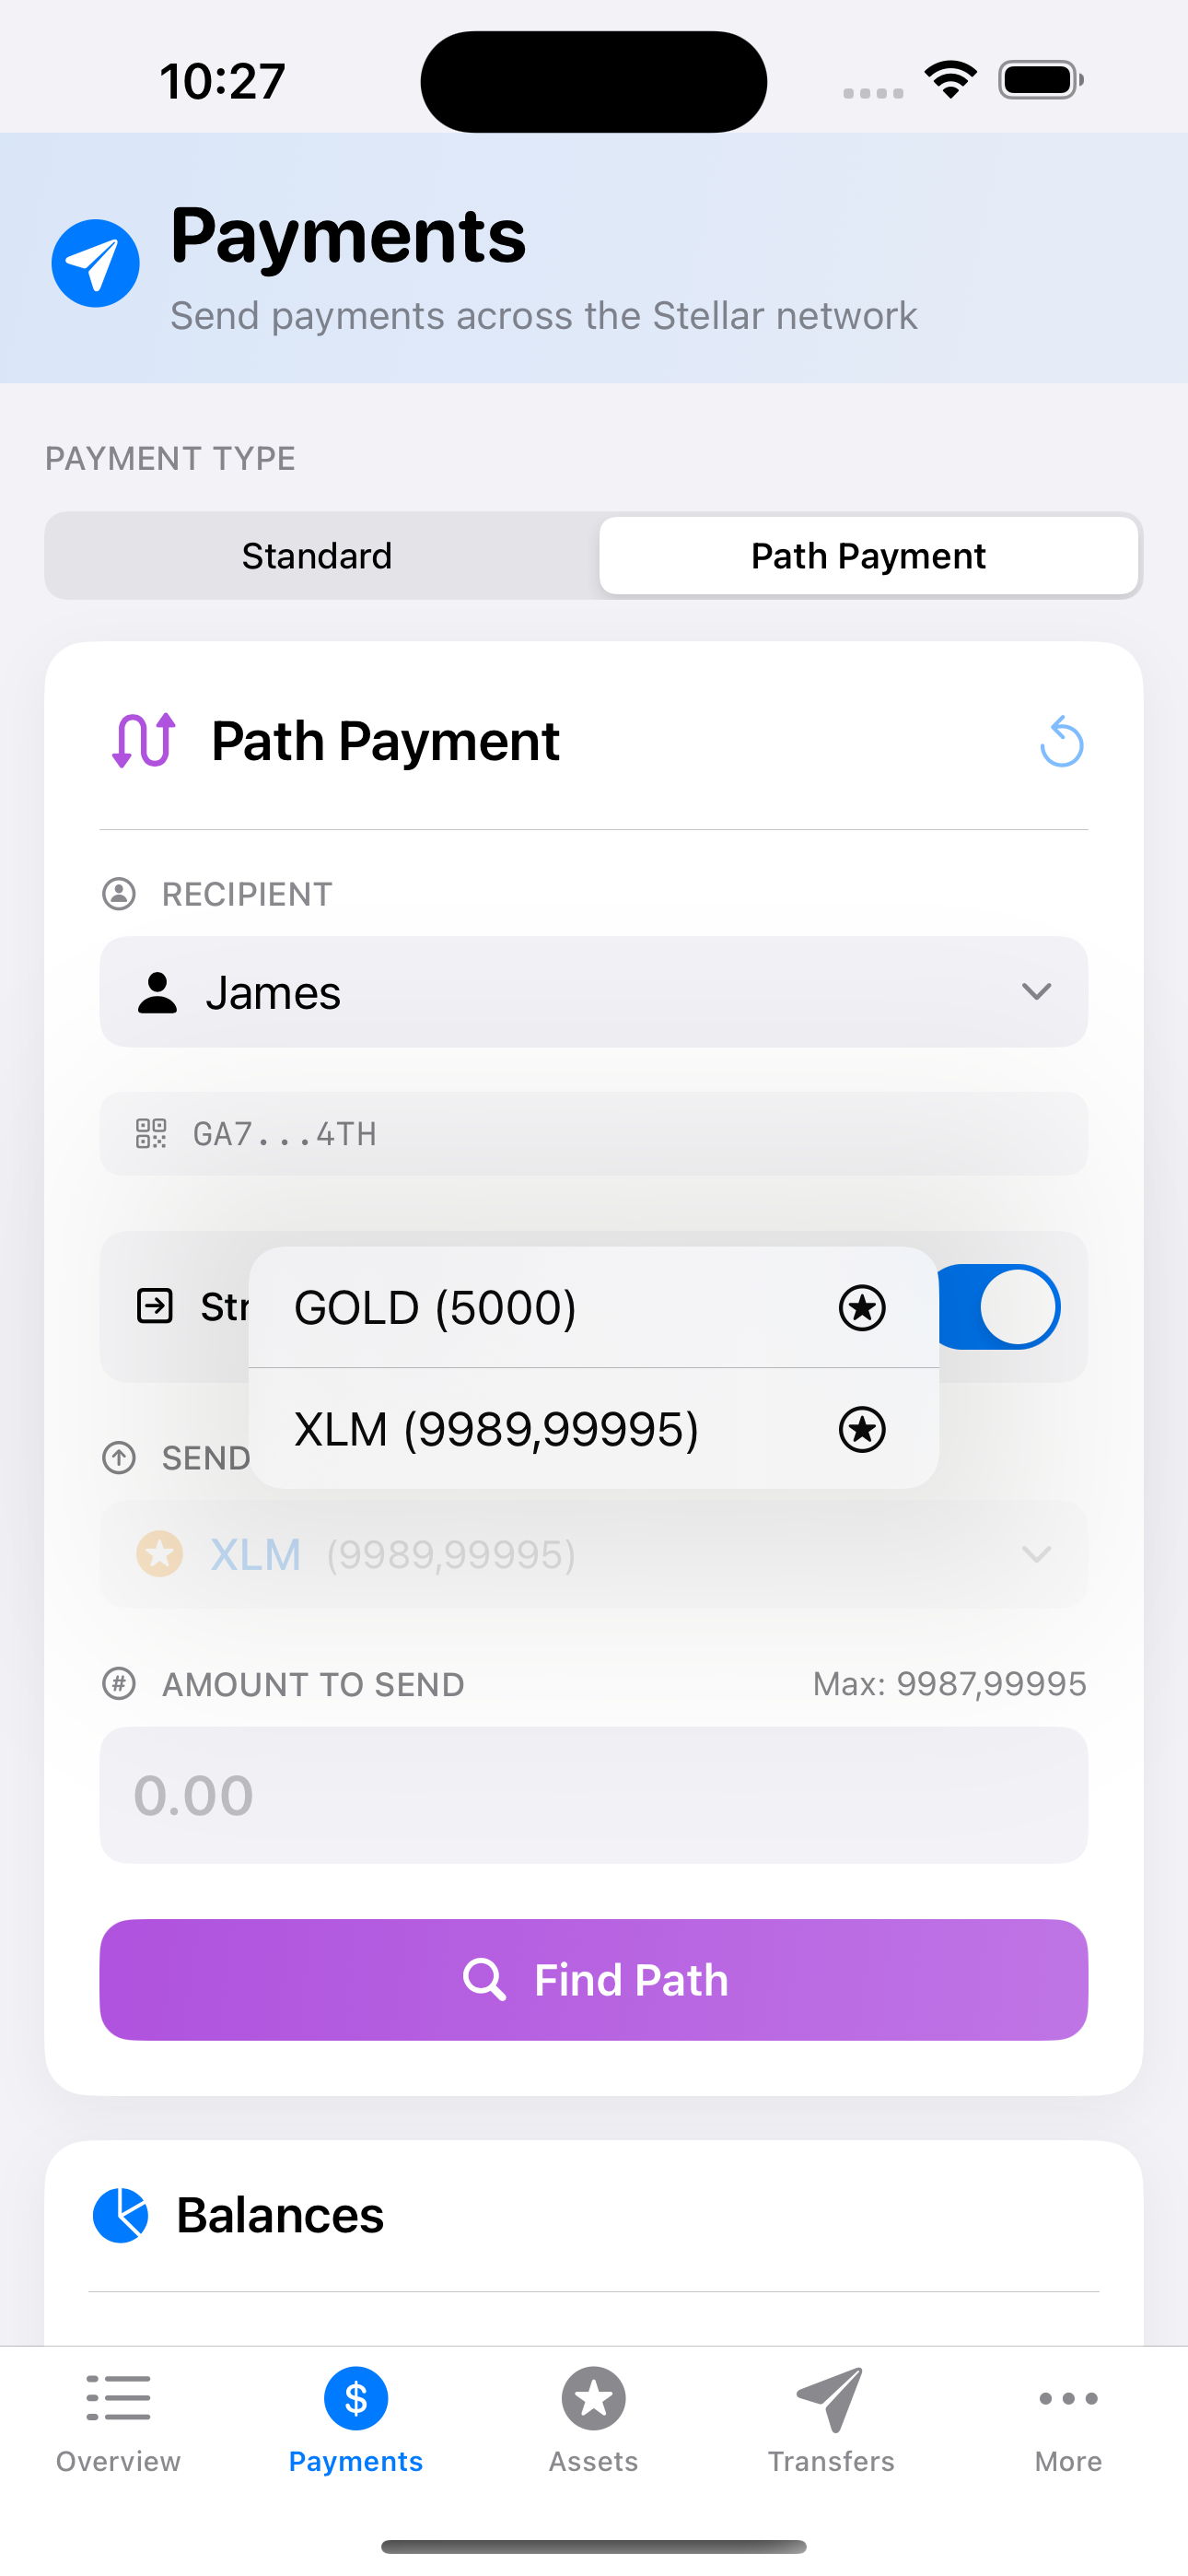 10:27
Payments
Send payments across the Stellar network
PAYMENT TYPE
Standard
Path Payment
Path Payment
RECIPIENT
James
GA7...4TH
GOLD (5000)
XLM (9989,99995)
SEND
XLM (9989,99995)
AMOUNT TO SEND
Max: 9987,99995
0.00
Find Path
Balances
Overview
Payments
Assets
Transfers
More